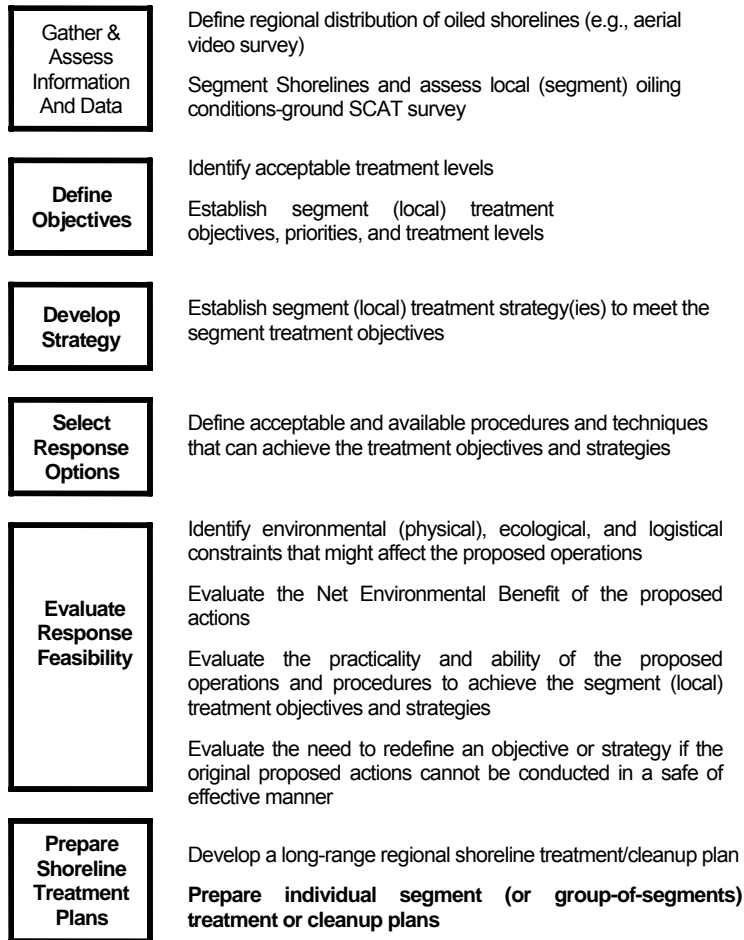 Gather &
Assess
Information
And Data
Define regional distribution of oiled shorelines (e.g., aerial
video survey)
Segment Shorelines and assess local (segment) oiling
conditions-ground SCAT survey
Define
Objectives
Identify acceptable treatment levels
Establish segment (local) treatment
objectives, priorities, and treatment levels
Develop
Strategy
Establish segment (local) treatment strategy(ies) to meet the
segment treatment objectives
Select
Response
Options
Define acceptable and available procedures and techniques
that can achieve the treatment objectives and strategies
Evaluate
Response
Feasibility
Identify environmental (physical), ecological, and logistical
constraints that might affect the proposed operations
Evaluate the Net Environmental Benefit of the proposed
actions
Evaluate the practicality and ability of the proposed
operations and procedures to achieve the segment (local)
treatment objectives and strategies
Evaluate the need to redefine an objective or strategy if the
original proposed actions cannot be conducted in a safe of
effective manner
Prepare
Shoreline
Treatment
Plans
Develop a long-range regional shoreline treatment/cleanup plan
Prepare individual segment (or group-of-segments)
treatment or cleanup plans